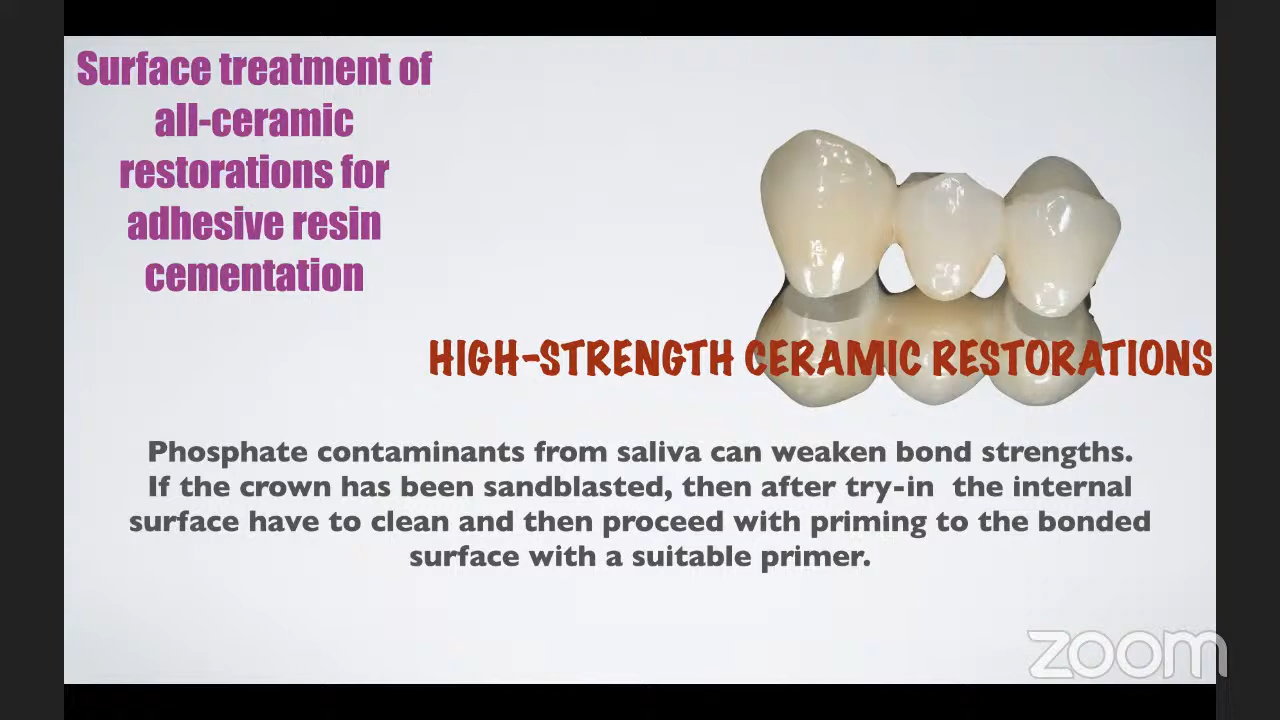 Surface treatment of
all-ceramic
restorations for
adhesive resin
cementation
HIGH-STRENGTH CERAMIC RESTORATIONS
Phosphate contaminants from saliva can weaken bond strengths.
If the crown has been sandblasted, then after try-in the internal
surface have to clean and then proceed with priming to the bonded
surface with a suitable primer.
zoom